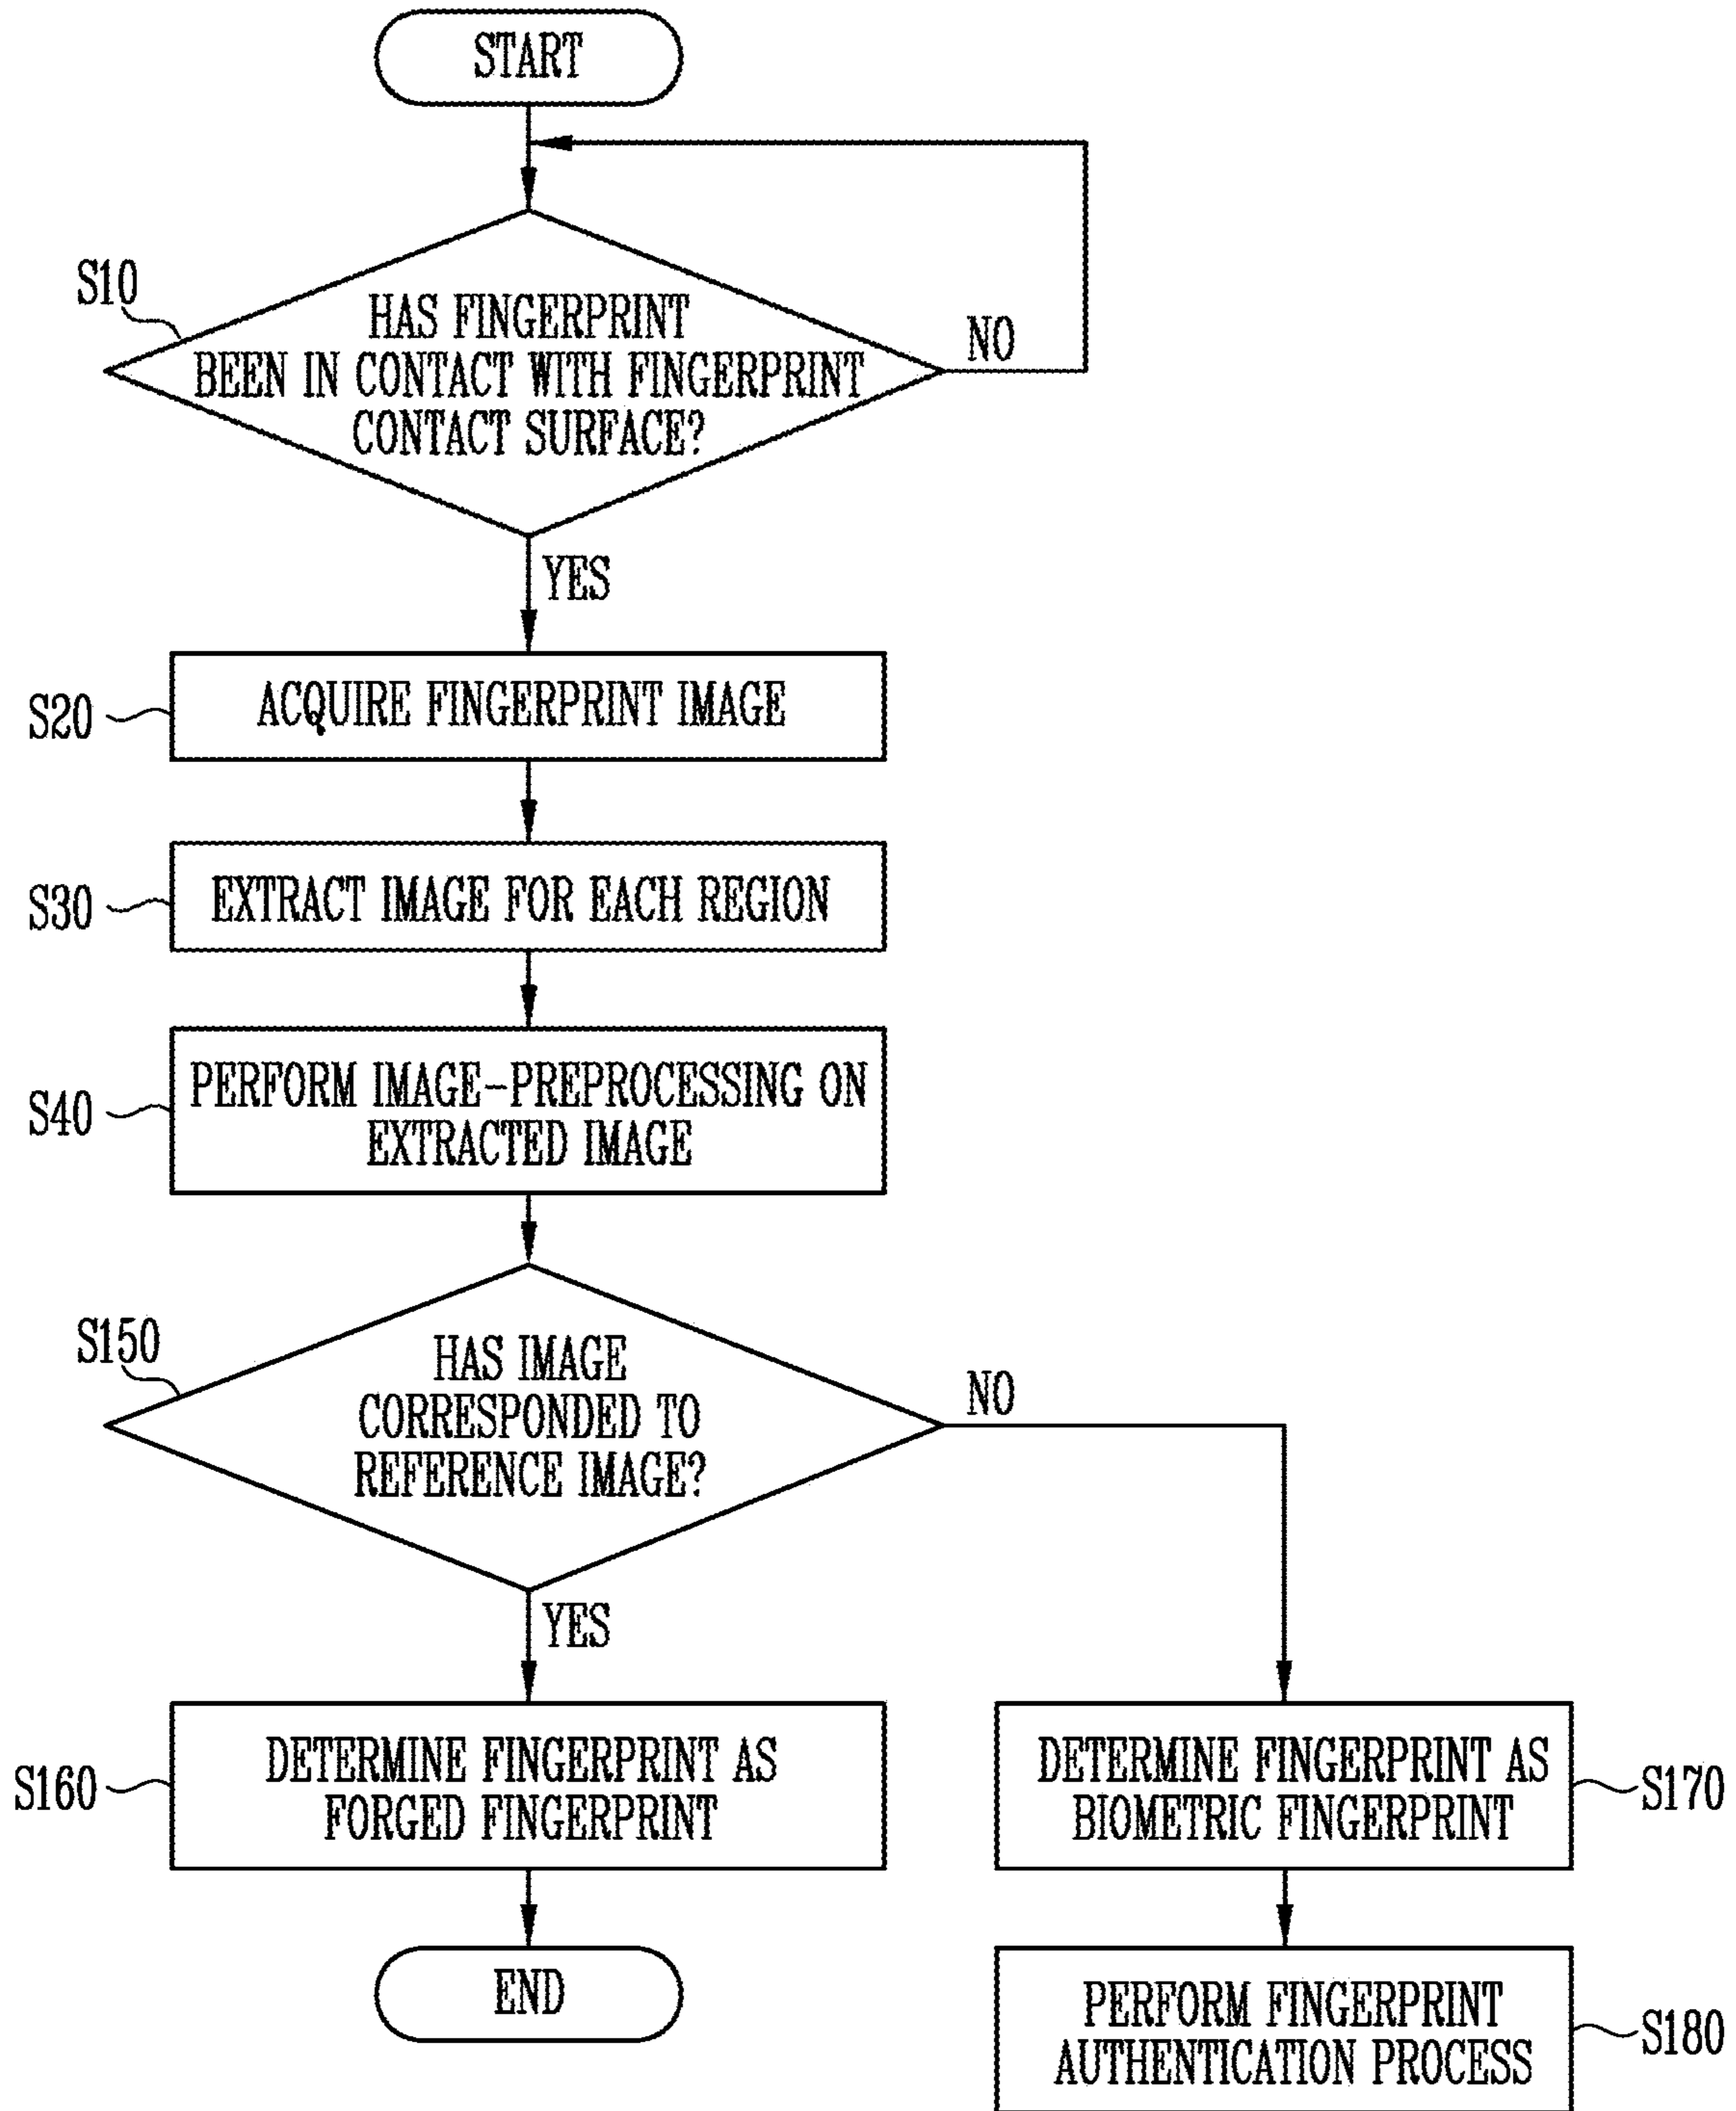 START
S10
HAS FINGERPRINT
BEEN IN CONTACT WITH FINGERPRINT
CONTACT SURFACE?
NO
YES
S20
ACQUIRE FINGERPRINT IMAGE
S30
EXTRACT IMAGE FOR EACH REGION
S40
PERFORM IMAGE-PREPROCESSING ON
EXTRACTED IMAGE
S150
HAS IMAGE
CORRESPONDED TO
REFERENCE IMAGE?
NO
YES
S160
DETERMINE FINGERPRINT AS
FORGED FINGERPRINT
DETERMINE FINGERPRINT AS
BIOMETRIC FINGERPRINT
S170
END
PERFORM FINGERPRINT
AUTHENTICATION PROCESS
S180